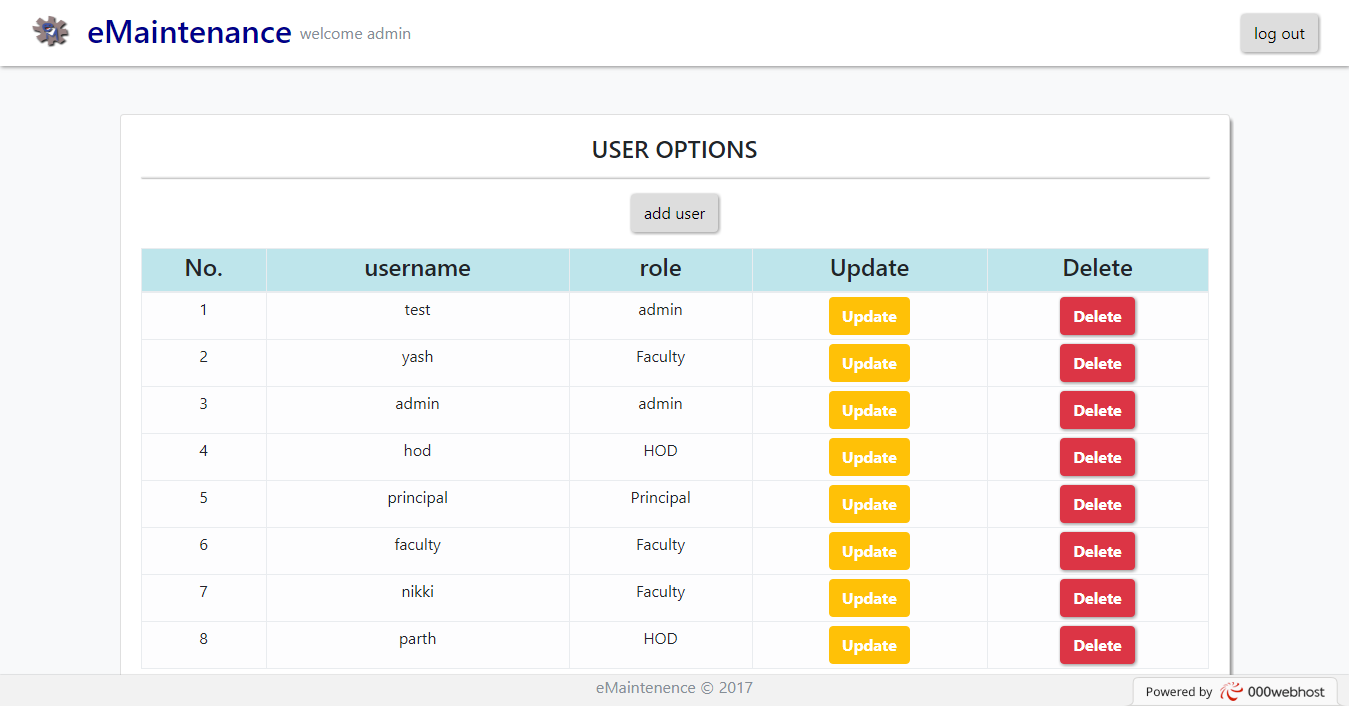 eMaintenance welcome admin log out
USER OPTIONS
add user
No. username role Update Delete
1 test admin Update Delete
2 yash Faculty Update Delete
3 admin admin Update Delete
4 hod HOD Update Delete
5 principal Principal Update Delete
6 faculty Faculty Update Delete
7 nikki Faculty Update Delete
8 parth HOD Update Delete
eMaintenence © 2017
Powered by 000webhost